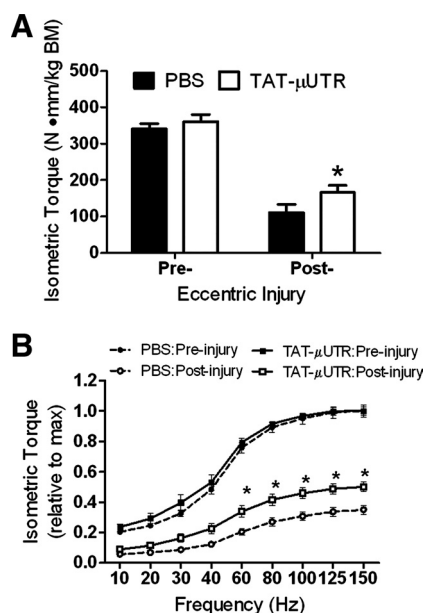 A
Isometric Torque (N •mm/kg BM)
500
400
300
200
100
0
PBS
TAT-μUTR
*
Pre-
Post-
Eccentric Injury
B
PBS:Pre-injury
TAT-μUTR:Pre-injury
PBS:Post-injury
TAT-μUTR:Post-injury
Isometric Torque
(relative to max)
1.2
1.0
0.8
0.6
0.4
0.2
0.0
* * * * *
10 20 30 40 60 80 100 125 150
Frequency (Hz)